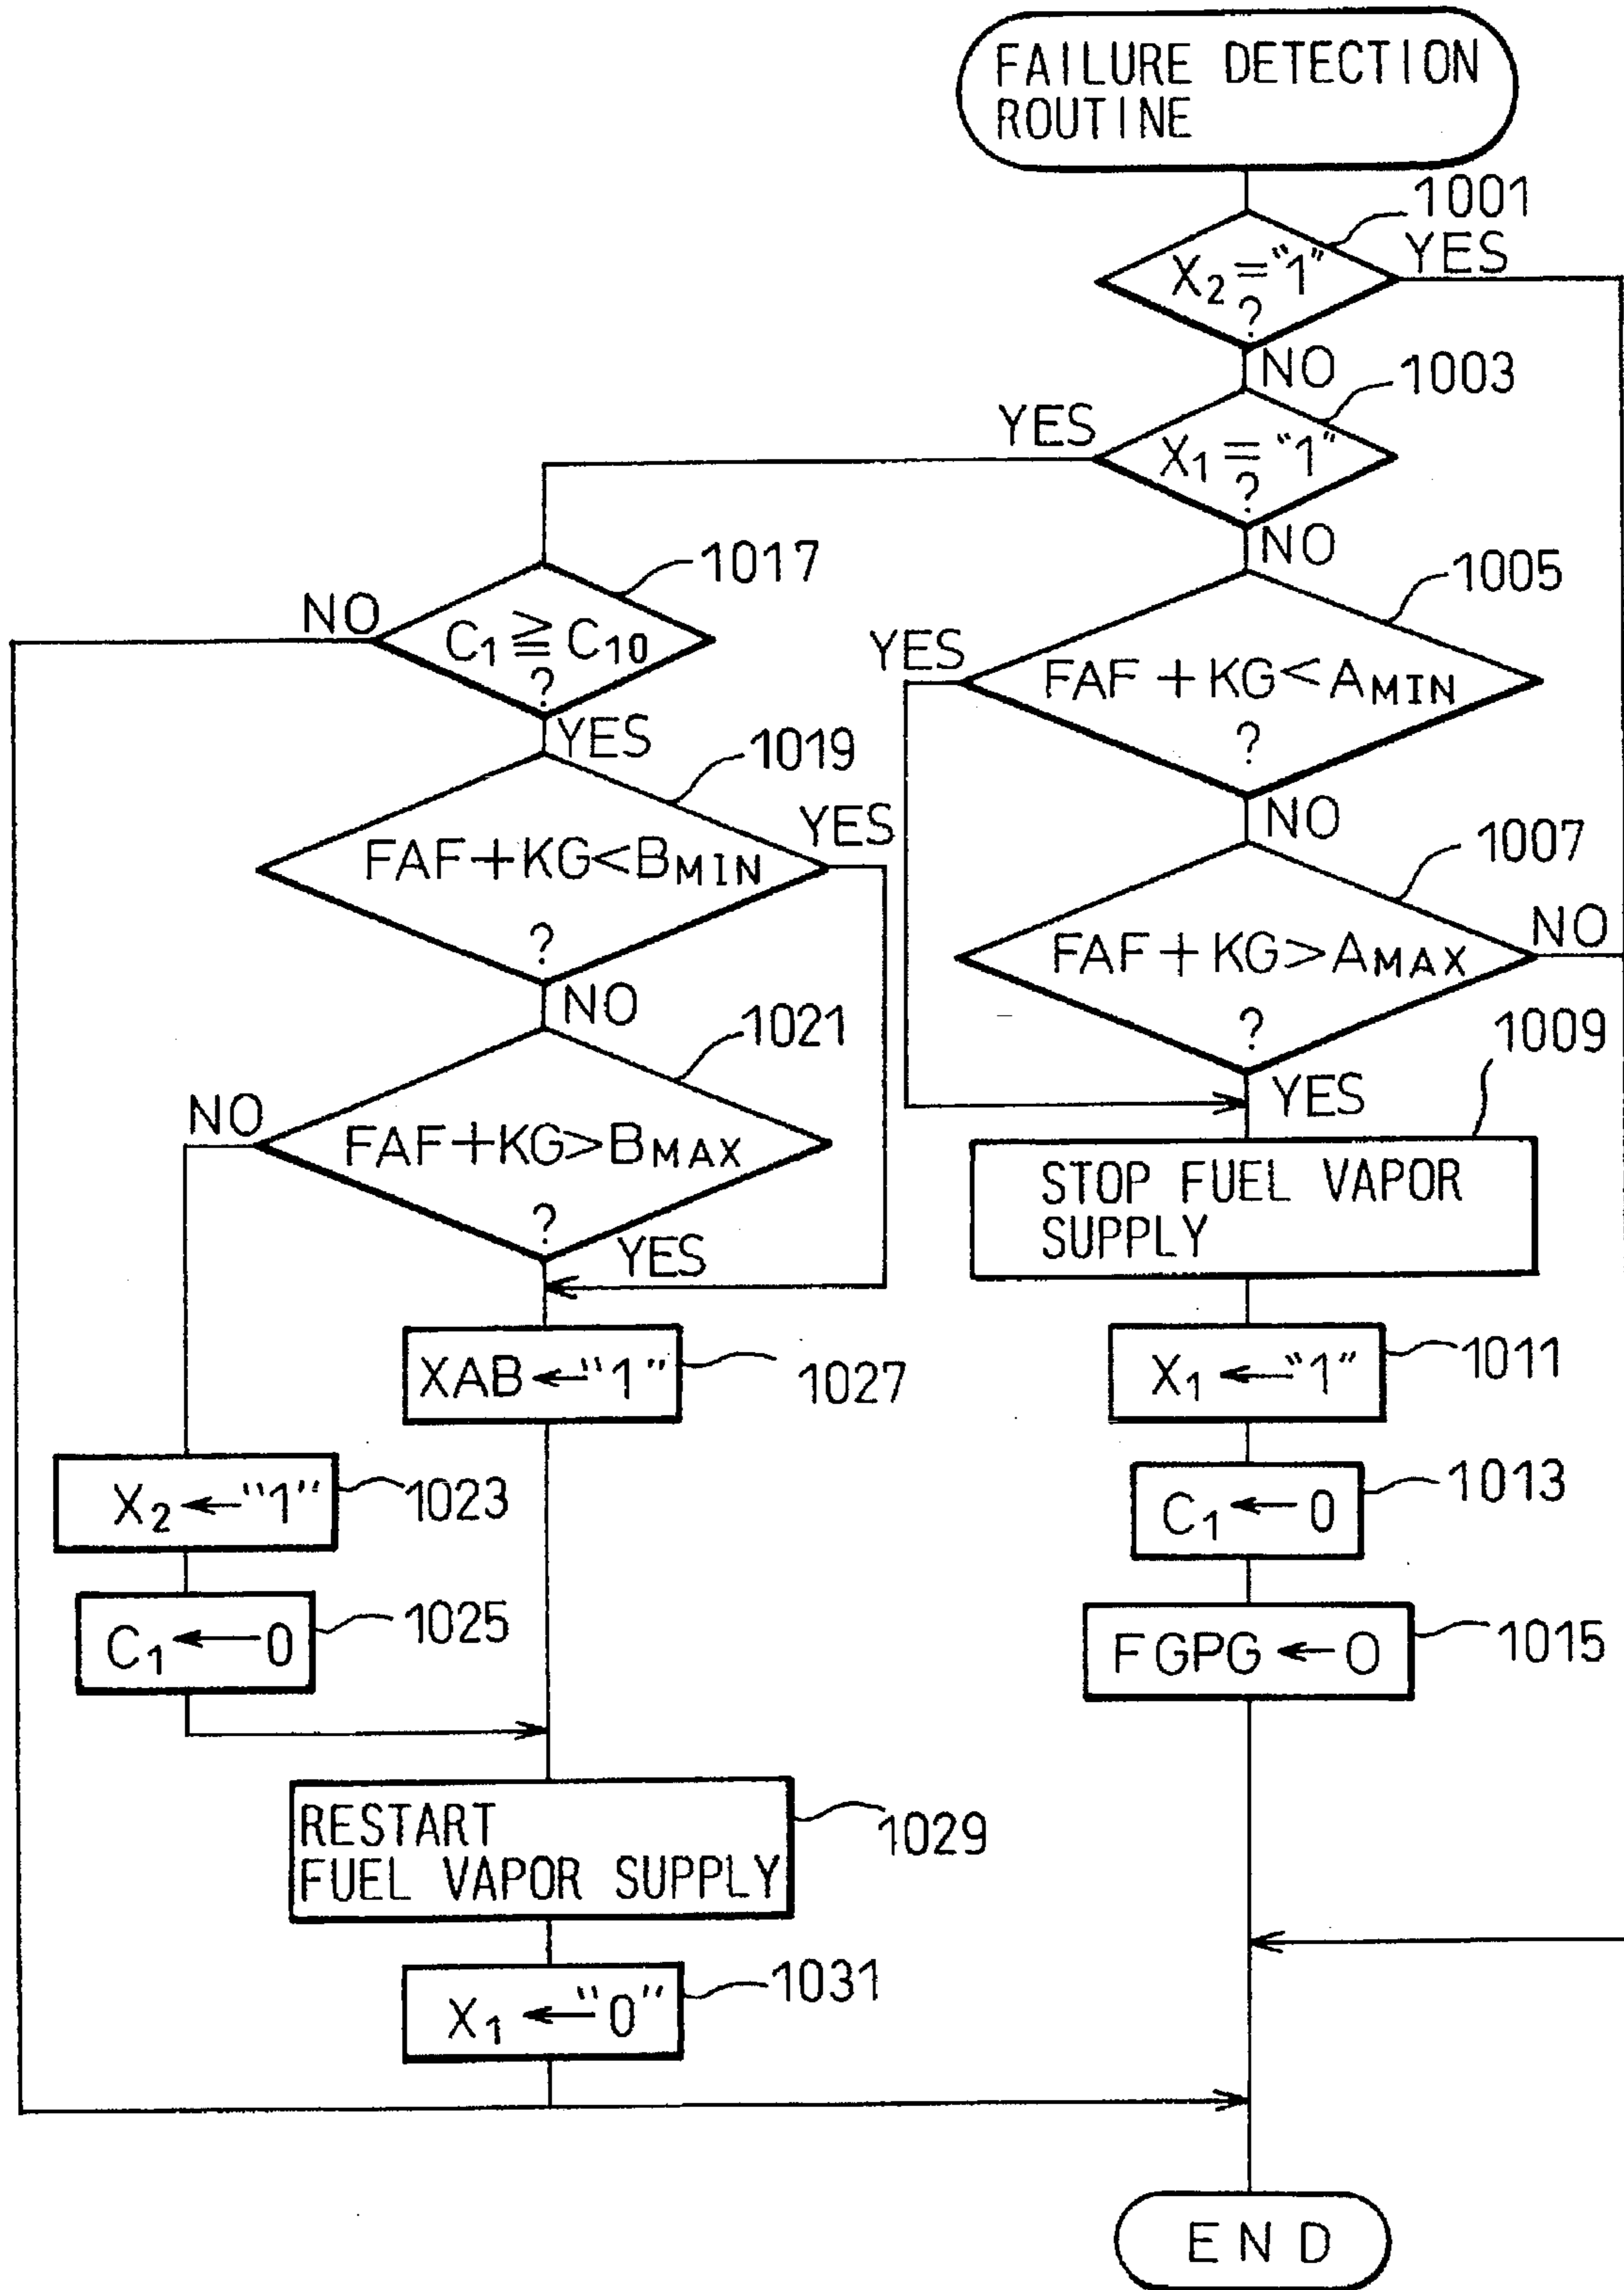 FAILURE DETECTION
ROUTINE
1001
X₂="1"
?
YES
NO
1003
YES
X₁="1"
?
NO
1017
1005
NO
C₁≧C₁₀
?
YES
YES
FAF+KG<AMIN
?
NO
1019
YES
FAF+KG<BMIN
?
NO
1007
FAF+KG>AMAX
?
NO
YES
1021
NO
FAF+KG>BMAX
?
YES
1009
STOP FUEL VAPOR
SUPPLY
XAB←"1"
1027
X₁←"1"
1011
X₂←"1"
1023
C₁←0
1013
C₁←0
1025
FGPG←0
1015
RESTART
FUEL VAPOR SUPPLY
1029
X₁←"0"
1031
END